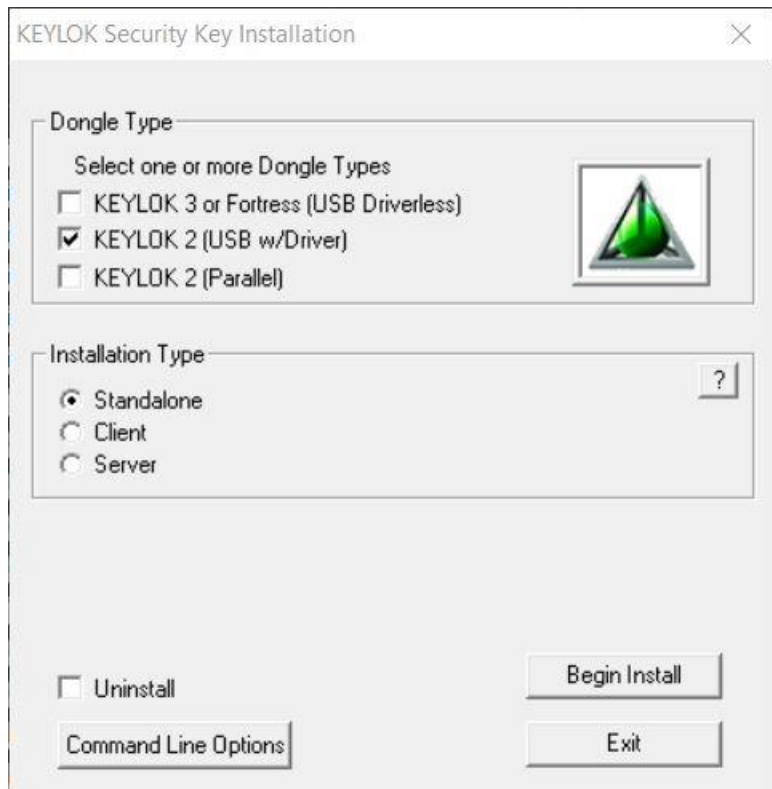 KEYLOK Security Key Installation
Dongle Type
Select one or more Dongle Types
KEYLOK 3 or Fortress (USB Driverless)
KEYLOK 2 (USB w/Driver)
KEYLOK 2 (Parallel)
Installation Type
?
Standalone
Client
Server
Uninstall
Begin Install
Command Line Options
Exit